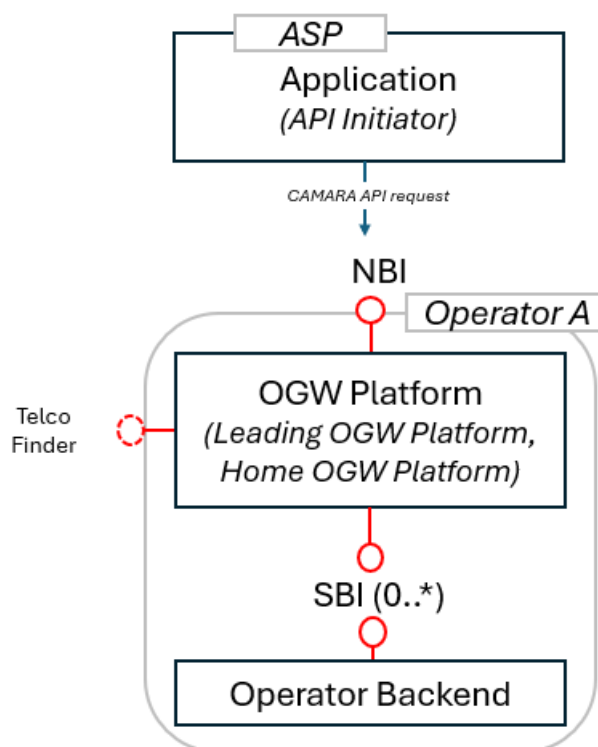 ASP
Application
(API Initiator)
CAMARA API request
NBI
Operator A
OGW Platform
(Leading OGW Platform,
Home OGW Platform)
Telco
Finder
SBI (0..*)
Operator Backend